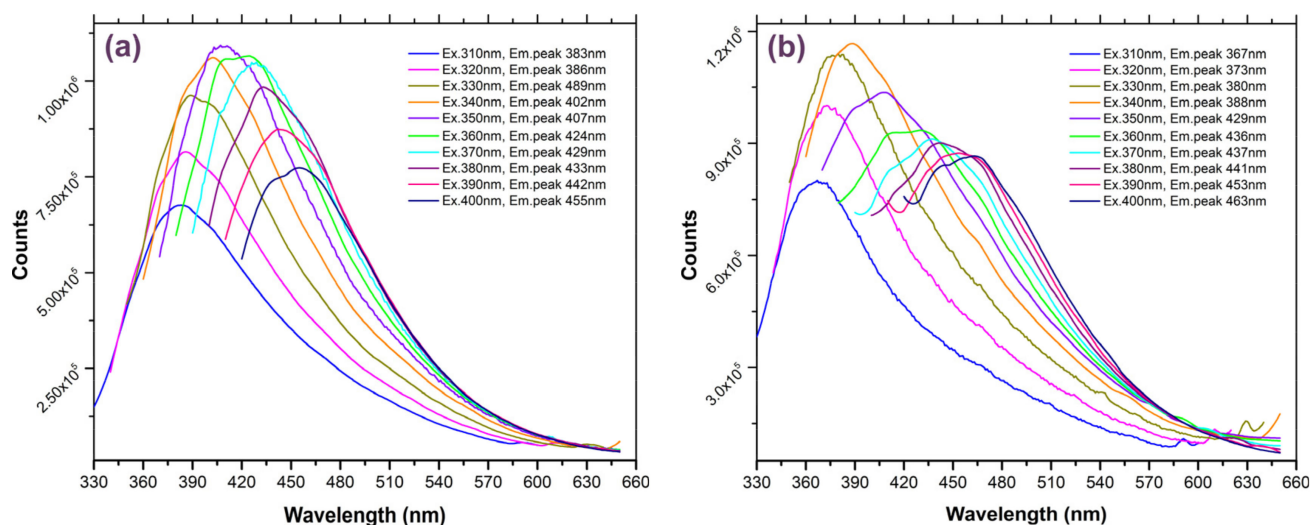 (a)
Ex.310nm, Em.peak 383nm
Ex.320nm, Em.peak 386nm
Ex.330nm, Em.peak 489nm
Ex.340nm, Em.peak 402nm
Ex.350nm, Em.peak 407nm
Ex.360nm, Em.peak 424nm
Ex.370nm, Em.peak 429nm
Ex.380nm, Em.peak 433nm
Ex.390nm, Em.peak 442nm
Ex.400nm, Em.peak 455nm
Counts
1.00x10⁶
7.50x10⁵
5.00x10⁵
2.50x10⁵
330 360 390 420 450 480 510 540 570 600 630 660
Wavelength (nm)
(b)
Ex.310nm, Em.peak 367nm
Ex.320nm, Em.peak 373nm
Ex.330nm, Em.peak 380nm
Ex.340nm, Em.peak 388nm
Ex.350nm, Em.peak 429nm
Ex.360nm, Em.peak 436nm
Ex.370nm, Em.peak 437nm
Ex.380nm, Em.peak 441nm
Ex.390nm, Em.peak 453nm
Ex.400nm, Em.peak 463nm
Counts
1.2x10⁶
9.0x10⁵
6.0x10⁵
3.0x10⁵
330 360 390 420 450 480 510 540 570 600 630 660
Wavelength (nm)